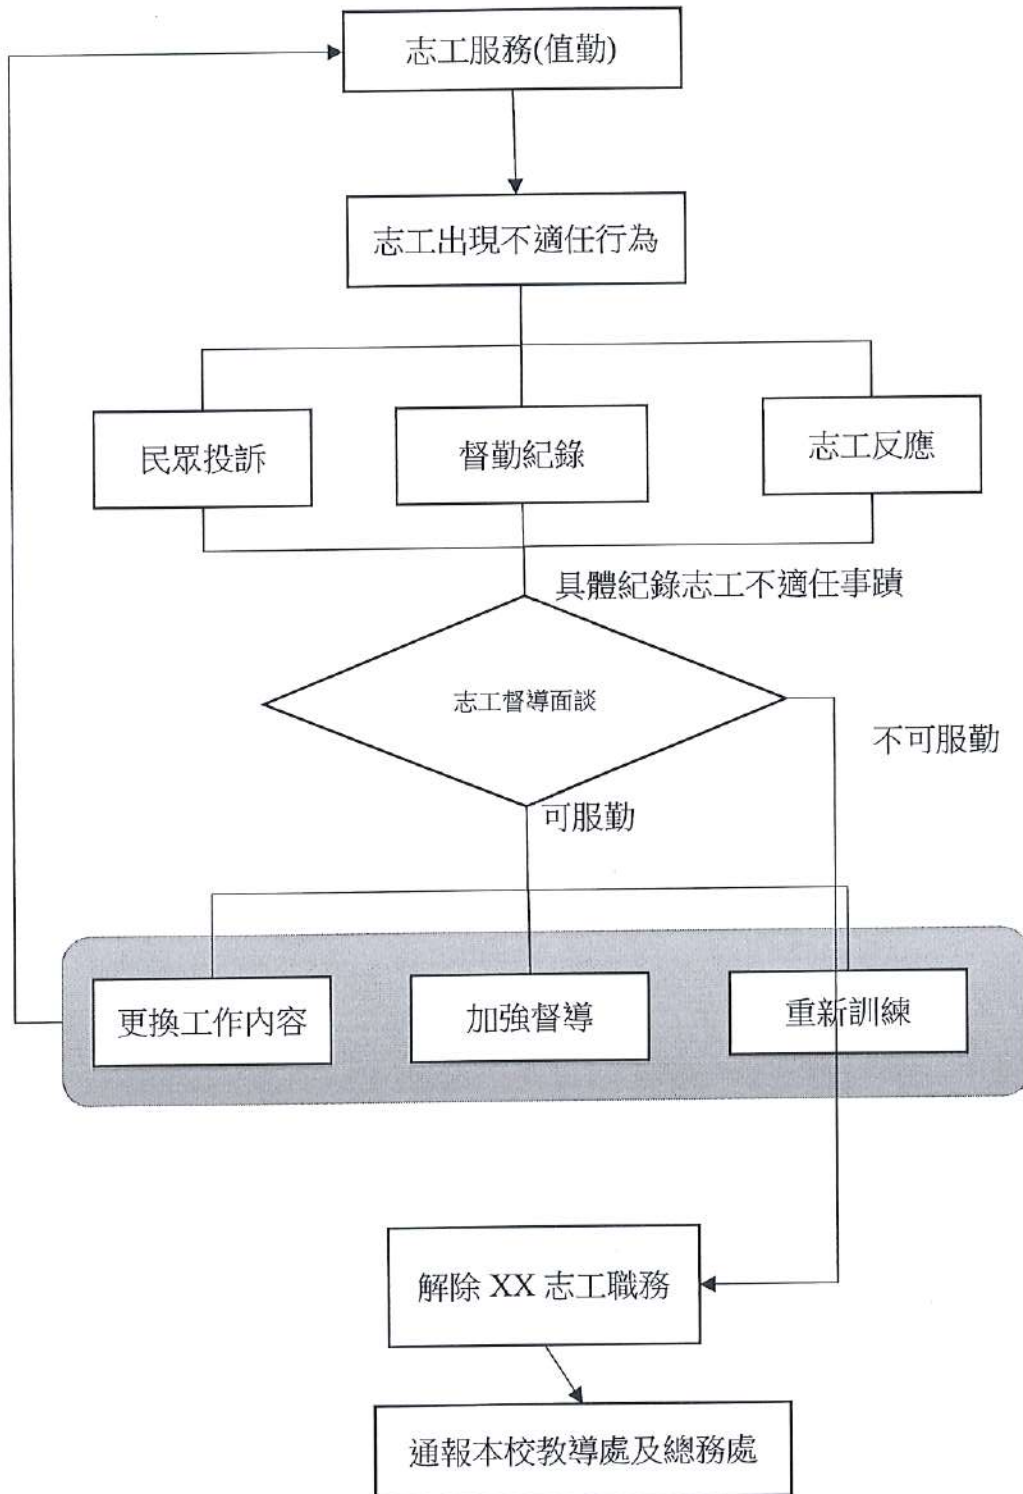 志工服務(值勤)
志工出現不適任行為
民眾投訴
督勤紀錄
志工反應
具體紀錄志工不適任事蹟
志工督導面談
不可服勤
可服勤
更換工作內容
加強督導
重新訓練
解除 XX 志工職務
通報本校教導處及總務處